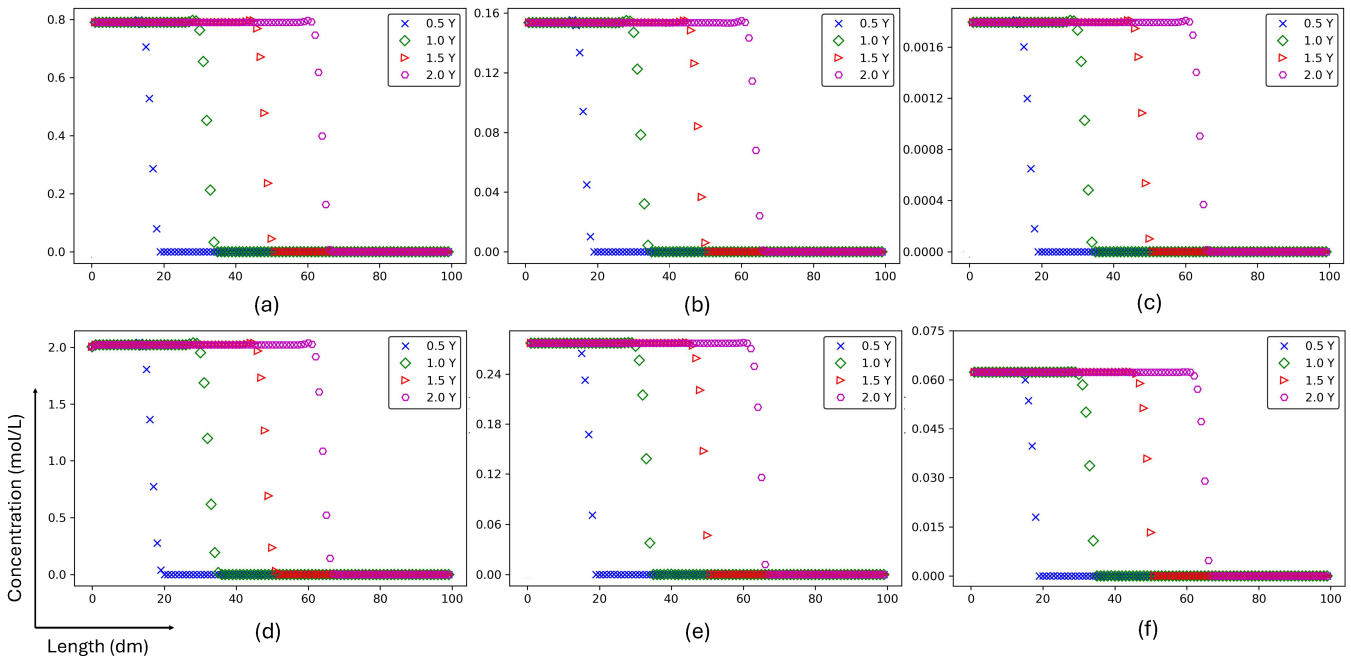 0.8
0.6
0.4
0.2
0.0
0.5 Y
1.0 Y
1.5 Y
2.0 Y
0 20 40 60 80 100
(a)
0.16
0.12
0.08
0.04
0.00
0.5 Y
1.0 Y
1.5 Y
2.0 Y
0 20 40 60 80 100
(b)
0.0016
0.0012
0.0008
0.0004
0.0000
0.5 Y
1.0 Y
1.5 Y
2.0 Y
0 20 40 60 80 100
(c)
Concentration (mol/L)
Length (dm)
2.0
1.5
1.0
0.5
0.0
0.5 Y
1.0 Y
1.5 Y
2.0 Y
0 20 40 60 80 100
(d)
0.24
0.18
0.12
0.06
0.00
0.5 Y
1.0 Y
1.5 Y
2.0 Y
0 20 40 60 80 100
(e)
0.075
0.060
0.045
0.030
0.015
0.000
0.5 Y
1.0 Y
1.5 Y
2.0 Y
0 20 40 60 80 100
(f)